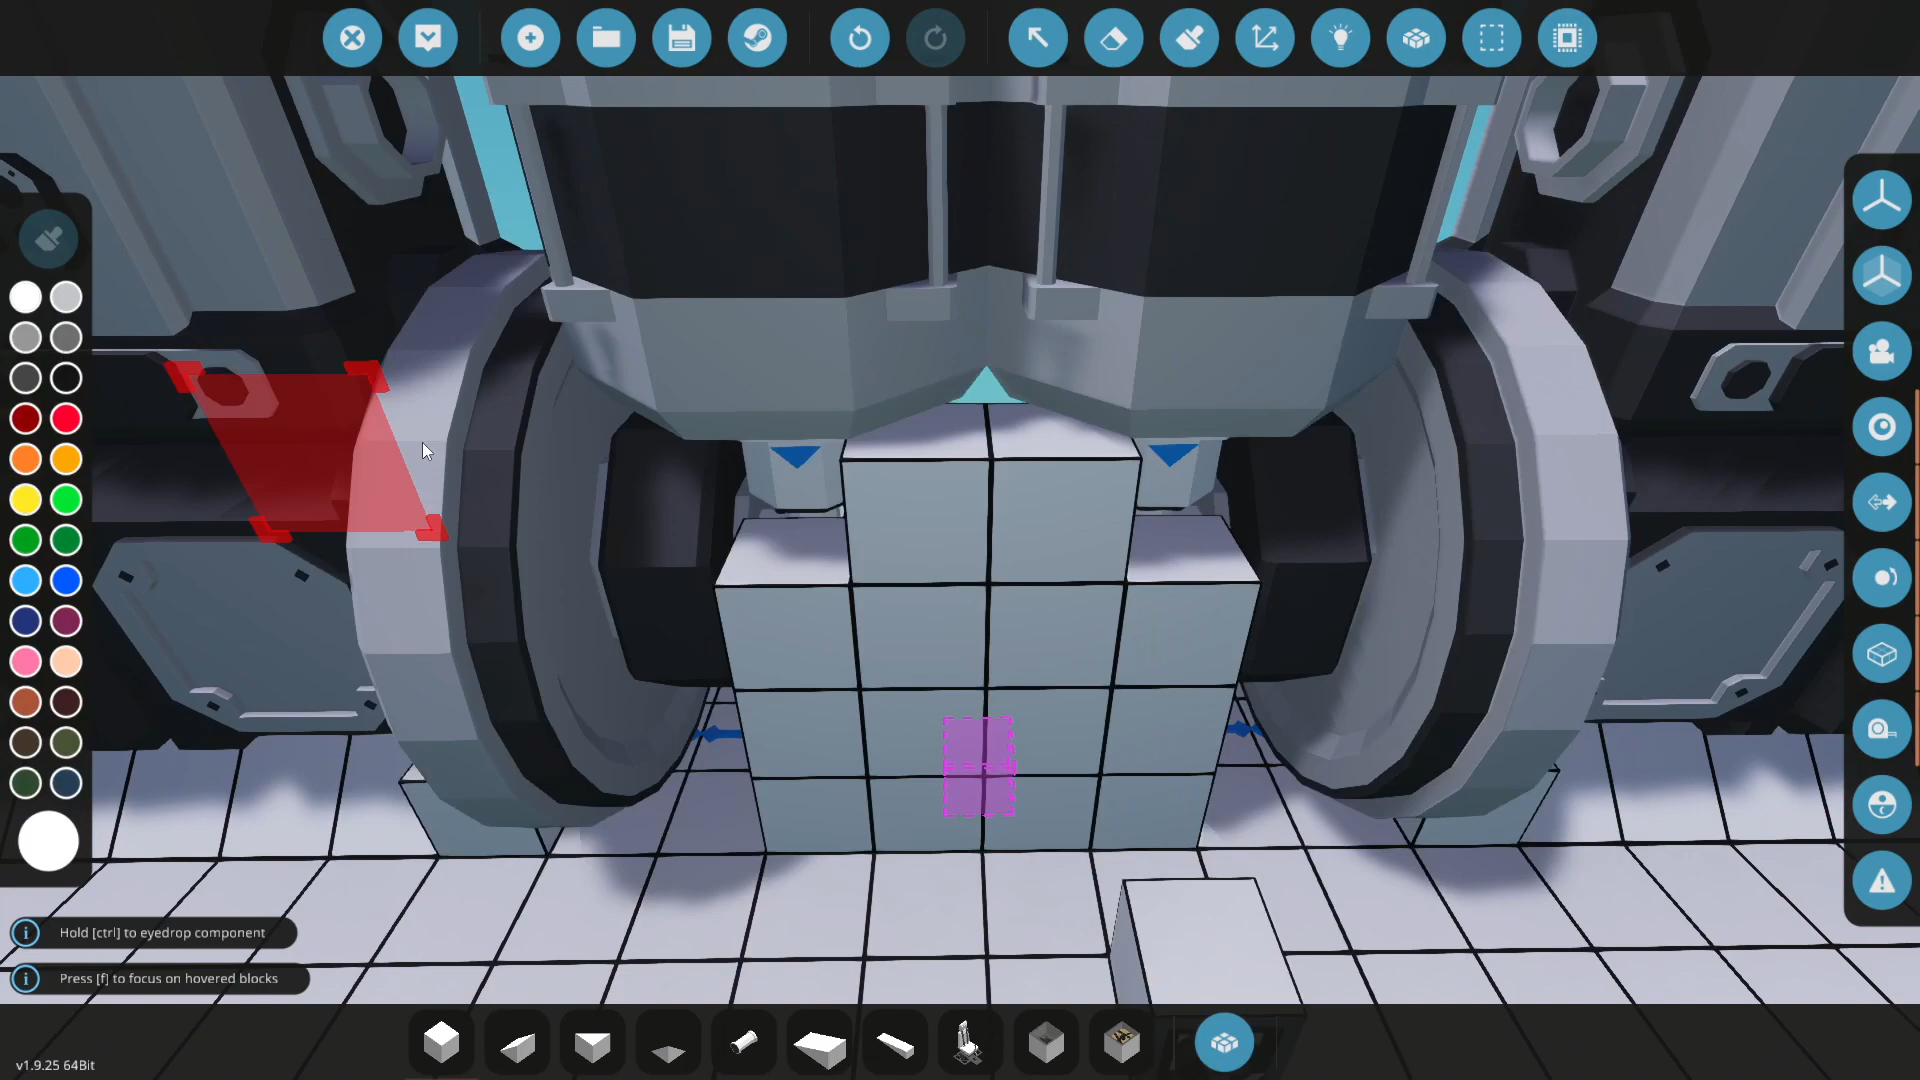 Hold [ctrl] to eyedrop component
Press [f] to focus on hovered blocks
v1.9.25 64Bit